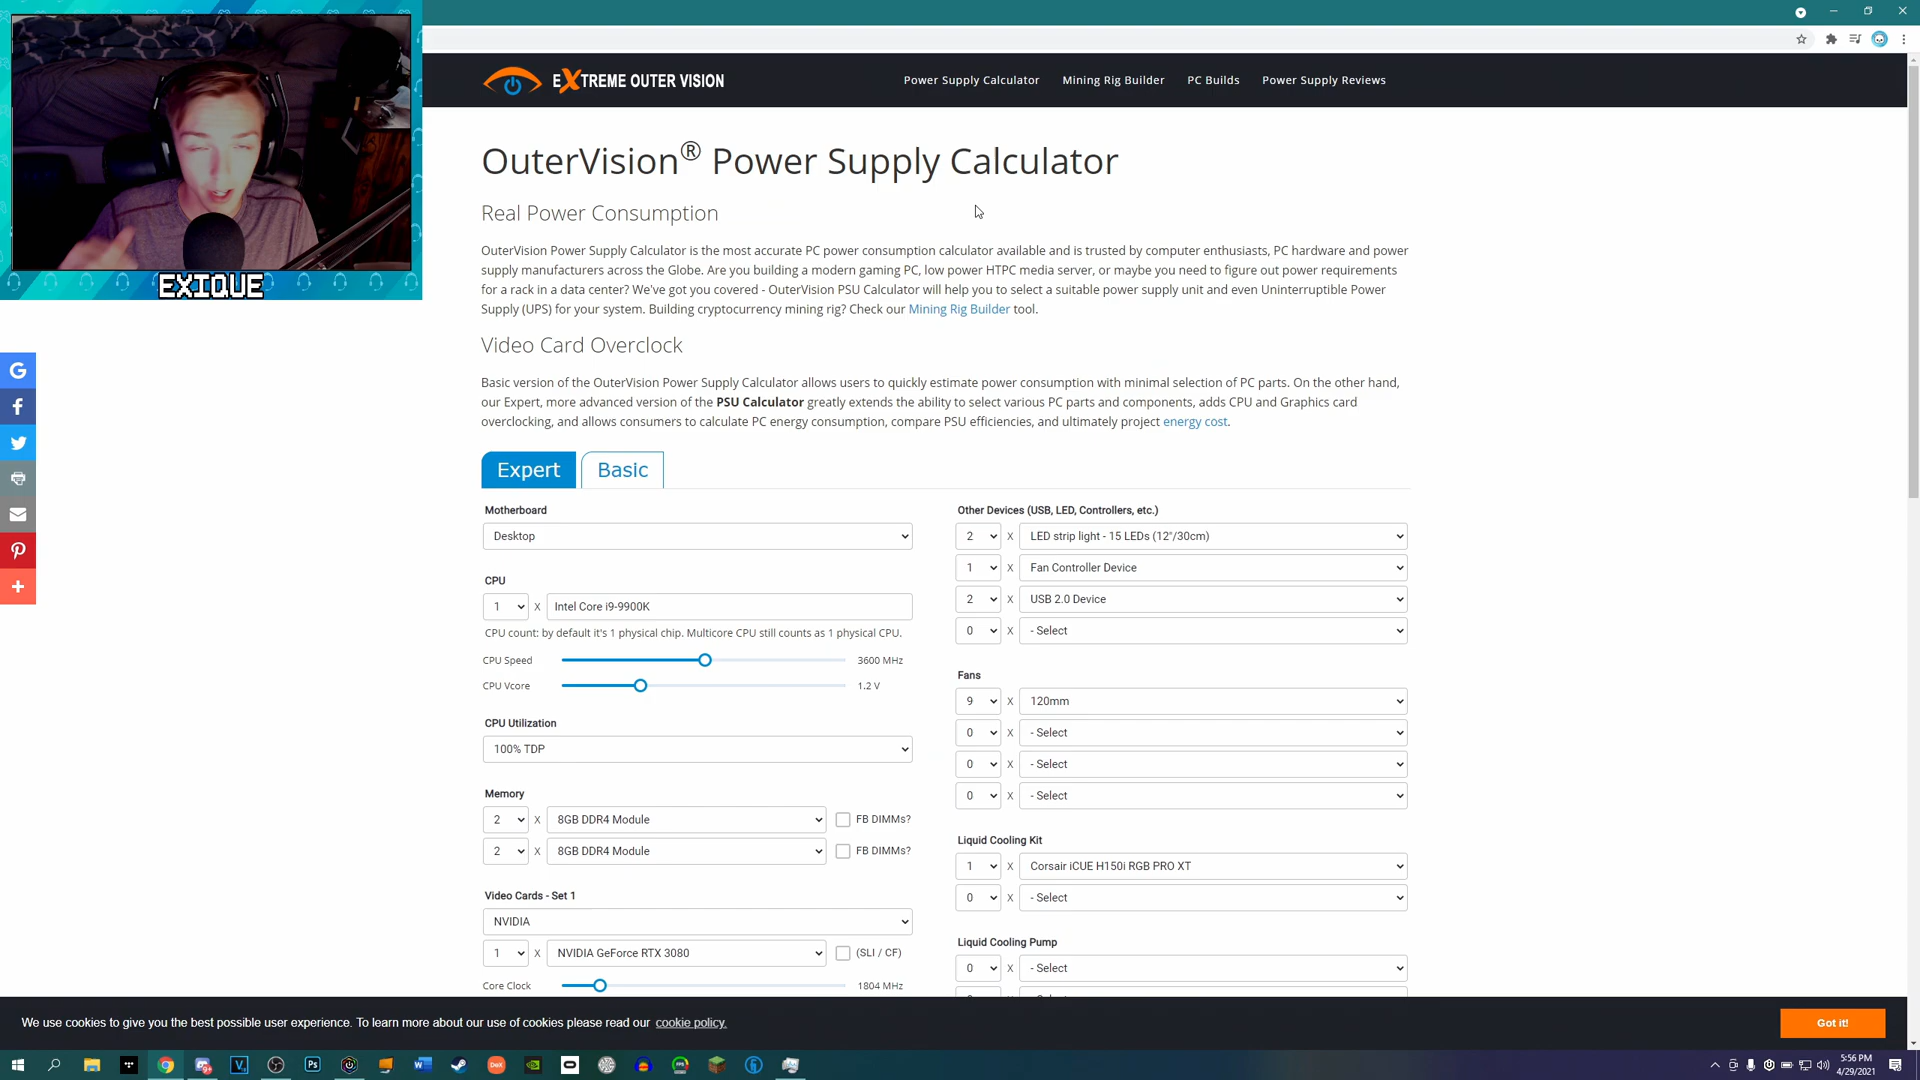 EXTREME OUTER VISION
Power Supply Calculator
Mining Rig Builder
PC Builds
Power Supply Reviews
EXIQUE
OuterVision® Power Supply Calculator
Real Power Consumption
OuterVision Power Supply Calculator is the most accurate PC power consumption calculator available and is trusted by computer enthusiasts, PC hardware and power
supply manufacturers across the Globe. Are you building a modern gaming PC, low power HTPC media server, or maybe you need to figure out power requirements
for a rack in a data center? We've got you covered - OuterVision PSU Calculator will help you to select a suitable power supply unit and even Uninterruptible Power
Supply (UPS) for your system. Building cryptocurrency mining rig? Check our Mining Rig Builder tool.
Video Card Overclock
Basic version of the OuterVision Power Supply Calculator allows users to quickly estimate power consumption with minimal selection of PC parts. On the other hand,
our Expert, more advanced version of the PSU Calculator greatly extends the ability to select various PC parts and components, adds CPU and Graphics card
overclocking, and allows consumers to calculate PC energy consumption, compare PSU efficiencies, and ultimately project energy cost.
Expert
Basic
Motherboard
Desktop
CPU
1 X Intel Core i9-9900K
CPU count: by default it's 1 physical chip. Multicore CPU still counts as 1 physical CPU.
CPU Speed 3600 MHz
CPU Vcore 1.2 V
CPU Utilization
100% TDP
Memory
2 X 8GB DDR4 Module FB DIMMs?
2 X 8GB DDR4 Module FB DIMMs?
Video Cards - Set 1
NVIDIA
1 X NVIDIA GeForce RTX 3080 (SLI / CF)
Core Clock 1804 MHz
Other Devices (USB, LED, Controllers, etc.)
2 X LED strip light - 15 LEDs (12"/30cm)
1 X Fan Controller Device
2 X USB 2.0 Device
0 X - Select
Fans
9 X 120mm
0 X - Select
0 X - Select
0 X - Select
Liquid Cooling Kit
1 X Corsair iCUE H150i RGB PRO XT
0 X - Select
Liquid Cooling Pump
0 X - Select
We use cookies to give you the best possible user experience. To learn more about our use of cookies please read our cookie policy.
Got it!
5:56 PM
4/29/2021